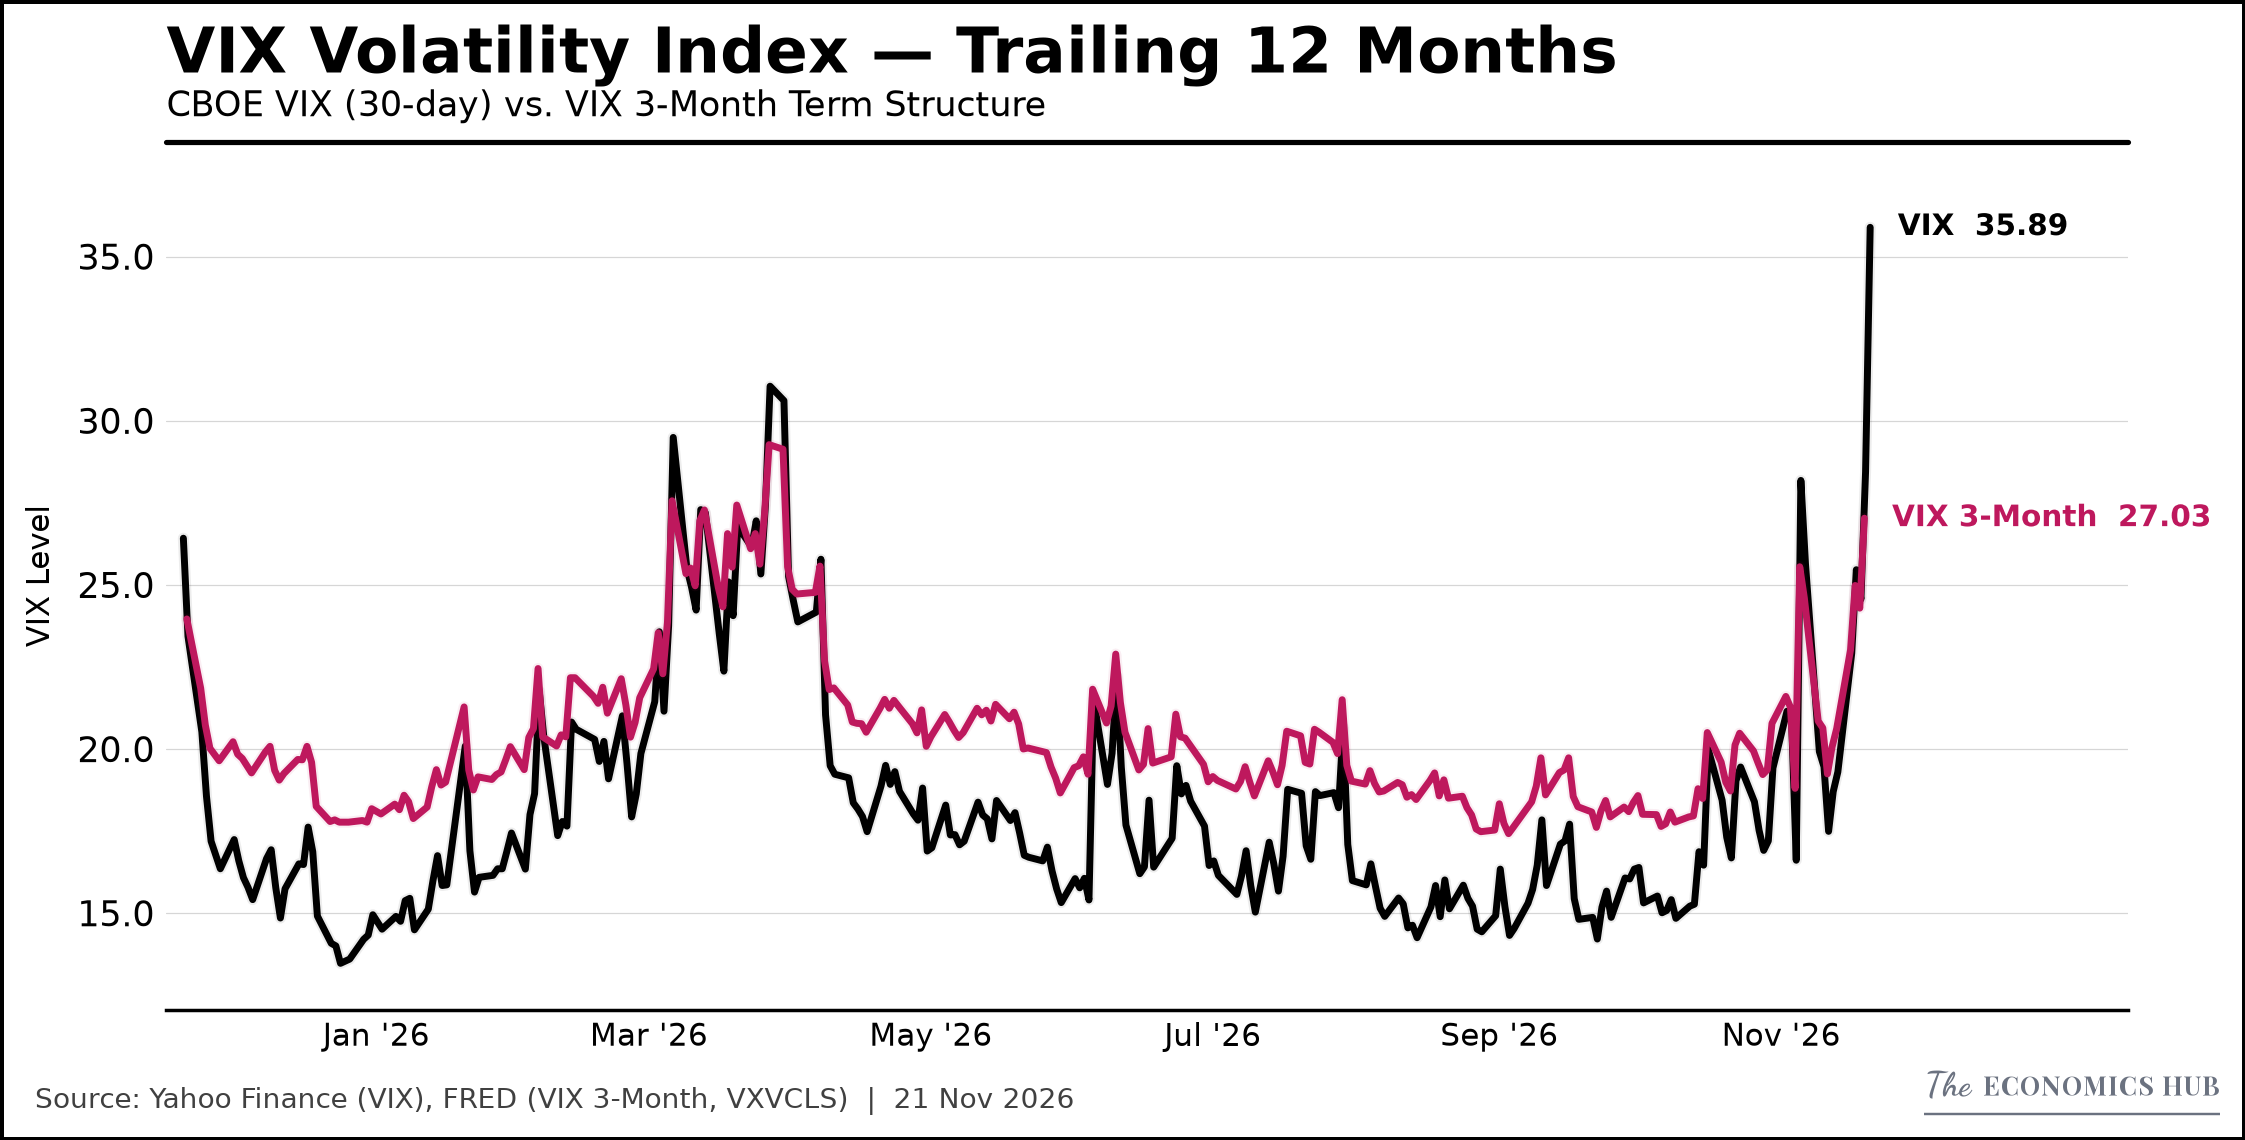 VIX Volatility Index — Trailing 12 Months
CBOE VIX (30-day) vs. VIX 3-Month Term Structure
VIX Level
35.0
30.0
25.0
20.0
15.0
VIX 35.89
VIX 3-Month 27.03
Jan '26
Mar '26
May '26
Jul '26
Sep '26
Nov '26
Source: Yahoo Finance (VIX), FRED (VIX 3-Month, VXVCLS) | 21 Nov 2026
The ECONOMICS HUB